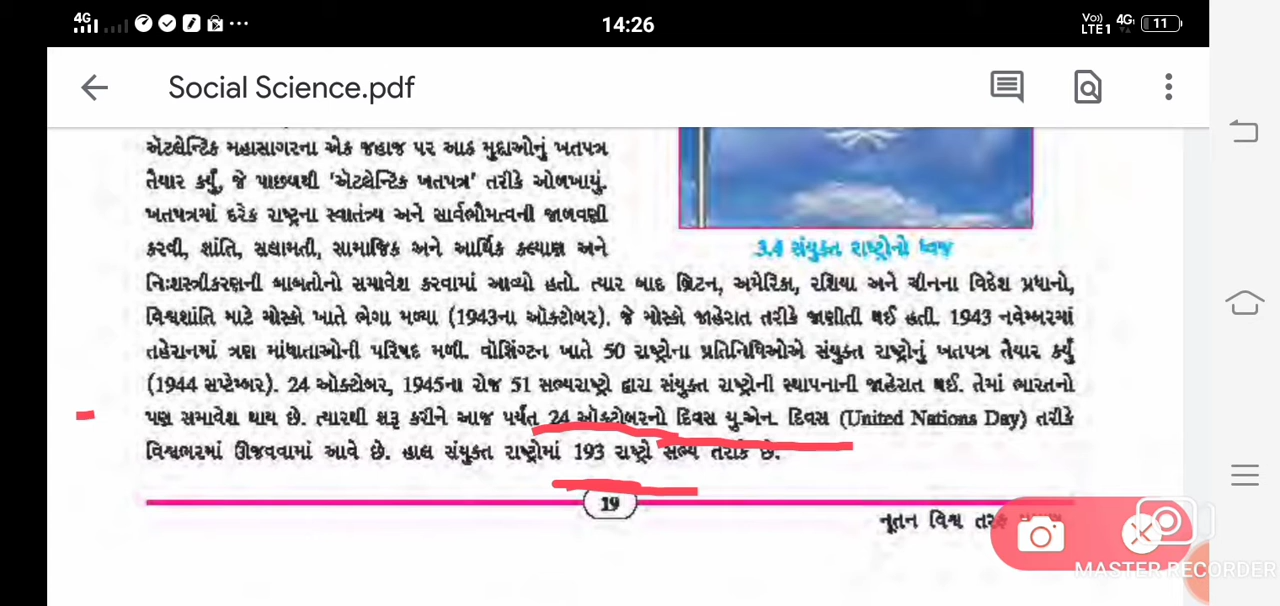 4G
14:26
Vo)) 4G
LTE1 11
Social Science.pdf
ઍટલેન્ટિક મહાસાગરના એક જહાજ પર આઠ મુદ્દાઓનું ખતપત્ર
તૈયાર કર્યું, જે પાછળથી 'ઍટલેન્ટિક ખતપત્ર' તરીકે ઓળખાયું.
ખતપત્રમાં દરેક રાષ્ટ્રના સ્વાતંત્ર્ય અને સાર્વભૌમત્વની જાળવણી
કરવી, શાંતિ, સલામતી, સામાજિક અને આર્થિક કલ્યાણ અને
3.4 સંયુક્ત રાષ્ટ્રોનો ધ્વજ
નિઃશસ્ત્રીકરણની બાબતોનો સમાવેશ કરવામાં આવ્યો હતો. ત્યાર બાદ બ્રિટન, અમેરિકા, રશિયા અને ચીનના વિદેશ પ્રધાનો,
વિશ્વશાંતિ માટે મોસ્કો ખાતે ભેગા મળ્યા (1943ના ઑક્ટોબર). જે મોસ્કો જાહેરાત તરીકે જાણીતી થઈ હતી. 1943 નવેમ્બરમાં
તહેરાનમાં ત્રણ માંધાતાઓની પરિષદ મળી. વૉશિંગ્ટન ખાતે 50 રાષ્ટ્રોના પ્રતિનિધિઓએ સંયુક્ત રાષ્ટ્રોનું ખતપત્ર તૈયાર કર્યું
(1944 સપ્ટેમ્બર). 24 ઑક્ટોબર, 1945ના રોજ 51 સભ્યરાષ્ટ્રો દ્વારા સંયુક્ત રાષ્ટ્રોની સ્થાપનાની જાહેરાત થઈ. તેમાં ભારતનો
પણ સમાવેશ થાય છે. ત્યારથી શરૂ કરીને આજ પર્યંત 24 ઑક્ટોબરનો દિવસ યુ.એન. દિવસ (United Nations Day) તરીકે
વિશ્વભરમાં ઊજવવામાં આવે છે. હાલ સંયુક્ત રાષ્ટ્રોમાં 193 રાષ્ટ્રો સભ્ય તરીકે છે.
19
નૂતન વિશ્વ તરફ
MASTER RECORDER